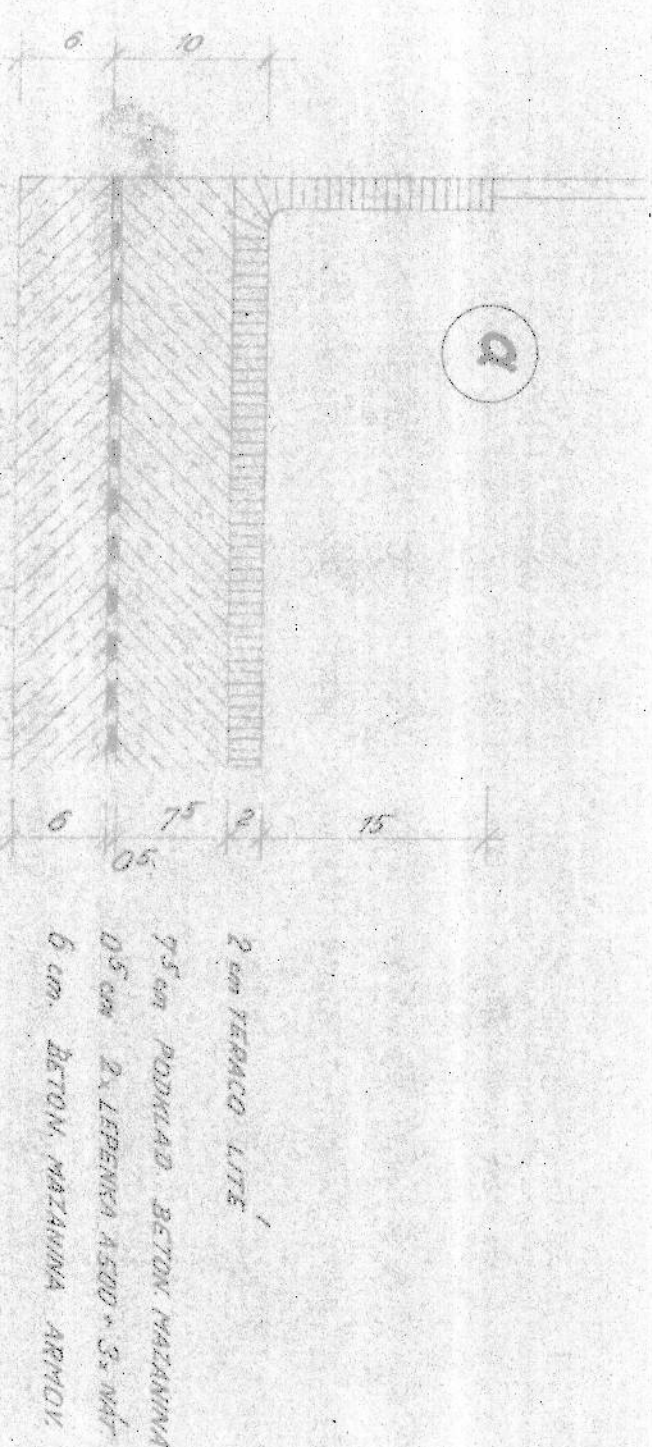 a
6 10
6 05 75 2 15
2 cm TERACO LITÉ
7⁵ cm PODKLAD. BETON. MAZANINA
0⁵ cm 2x LEPENKA A 500 + 3x NÁT
6 cm. BETON. MAZANINA ARMOV.